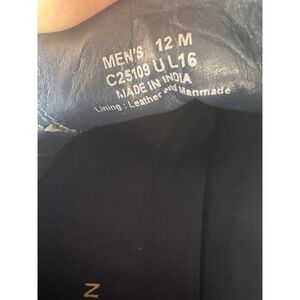 MEN'S 12 M
C25109 U L16
MADE IN INDIA
Lining : Leather and Manmade
N